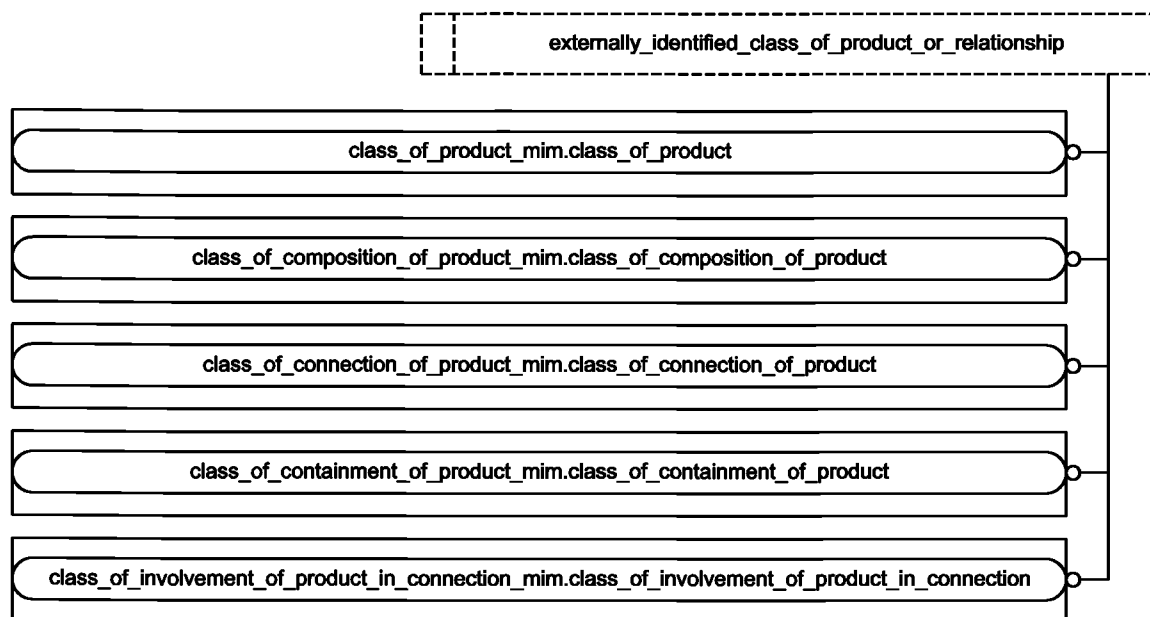 externally_identified_class_of_product_or_relationship
class_of_product_mim.class_of_product
class_of_composition_of_product_mim.class_of_composition_of_product
class_of_connection_of_product_mim.class_of_connection_of_product
class_of_containment_of_product_mim.class_of_containment_of_product
class_of_involvement_of_product_in_connection_mim.class_of_involvement_of_product_in_connection